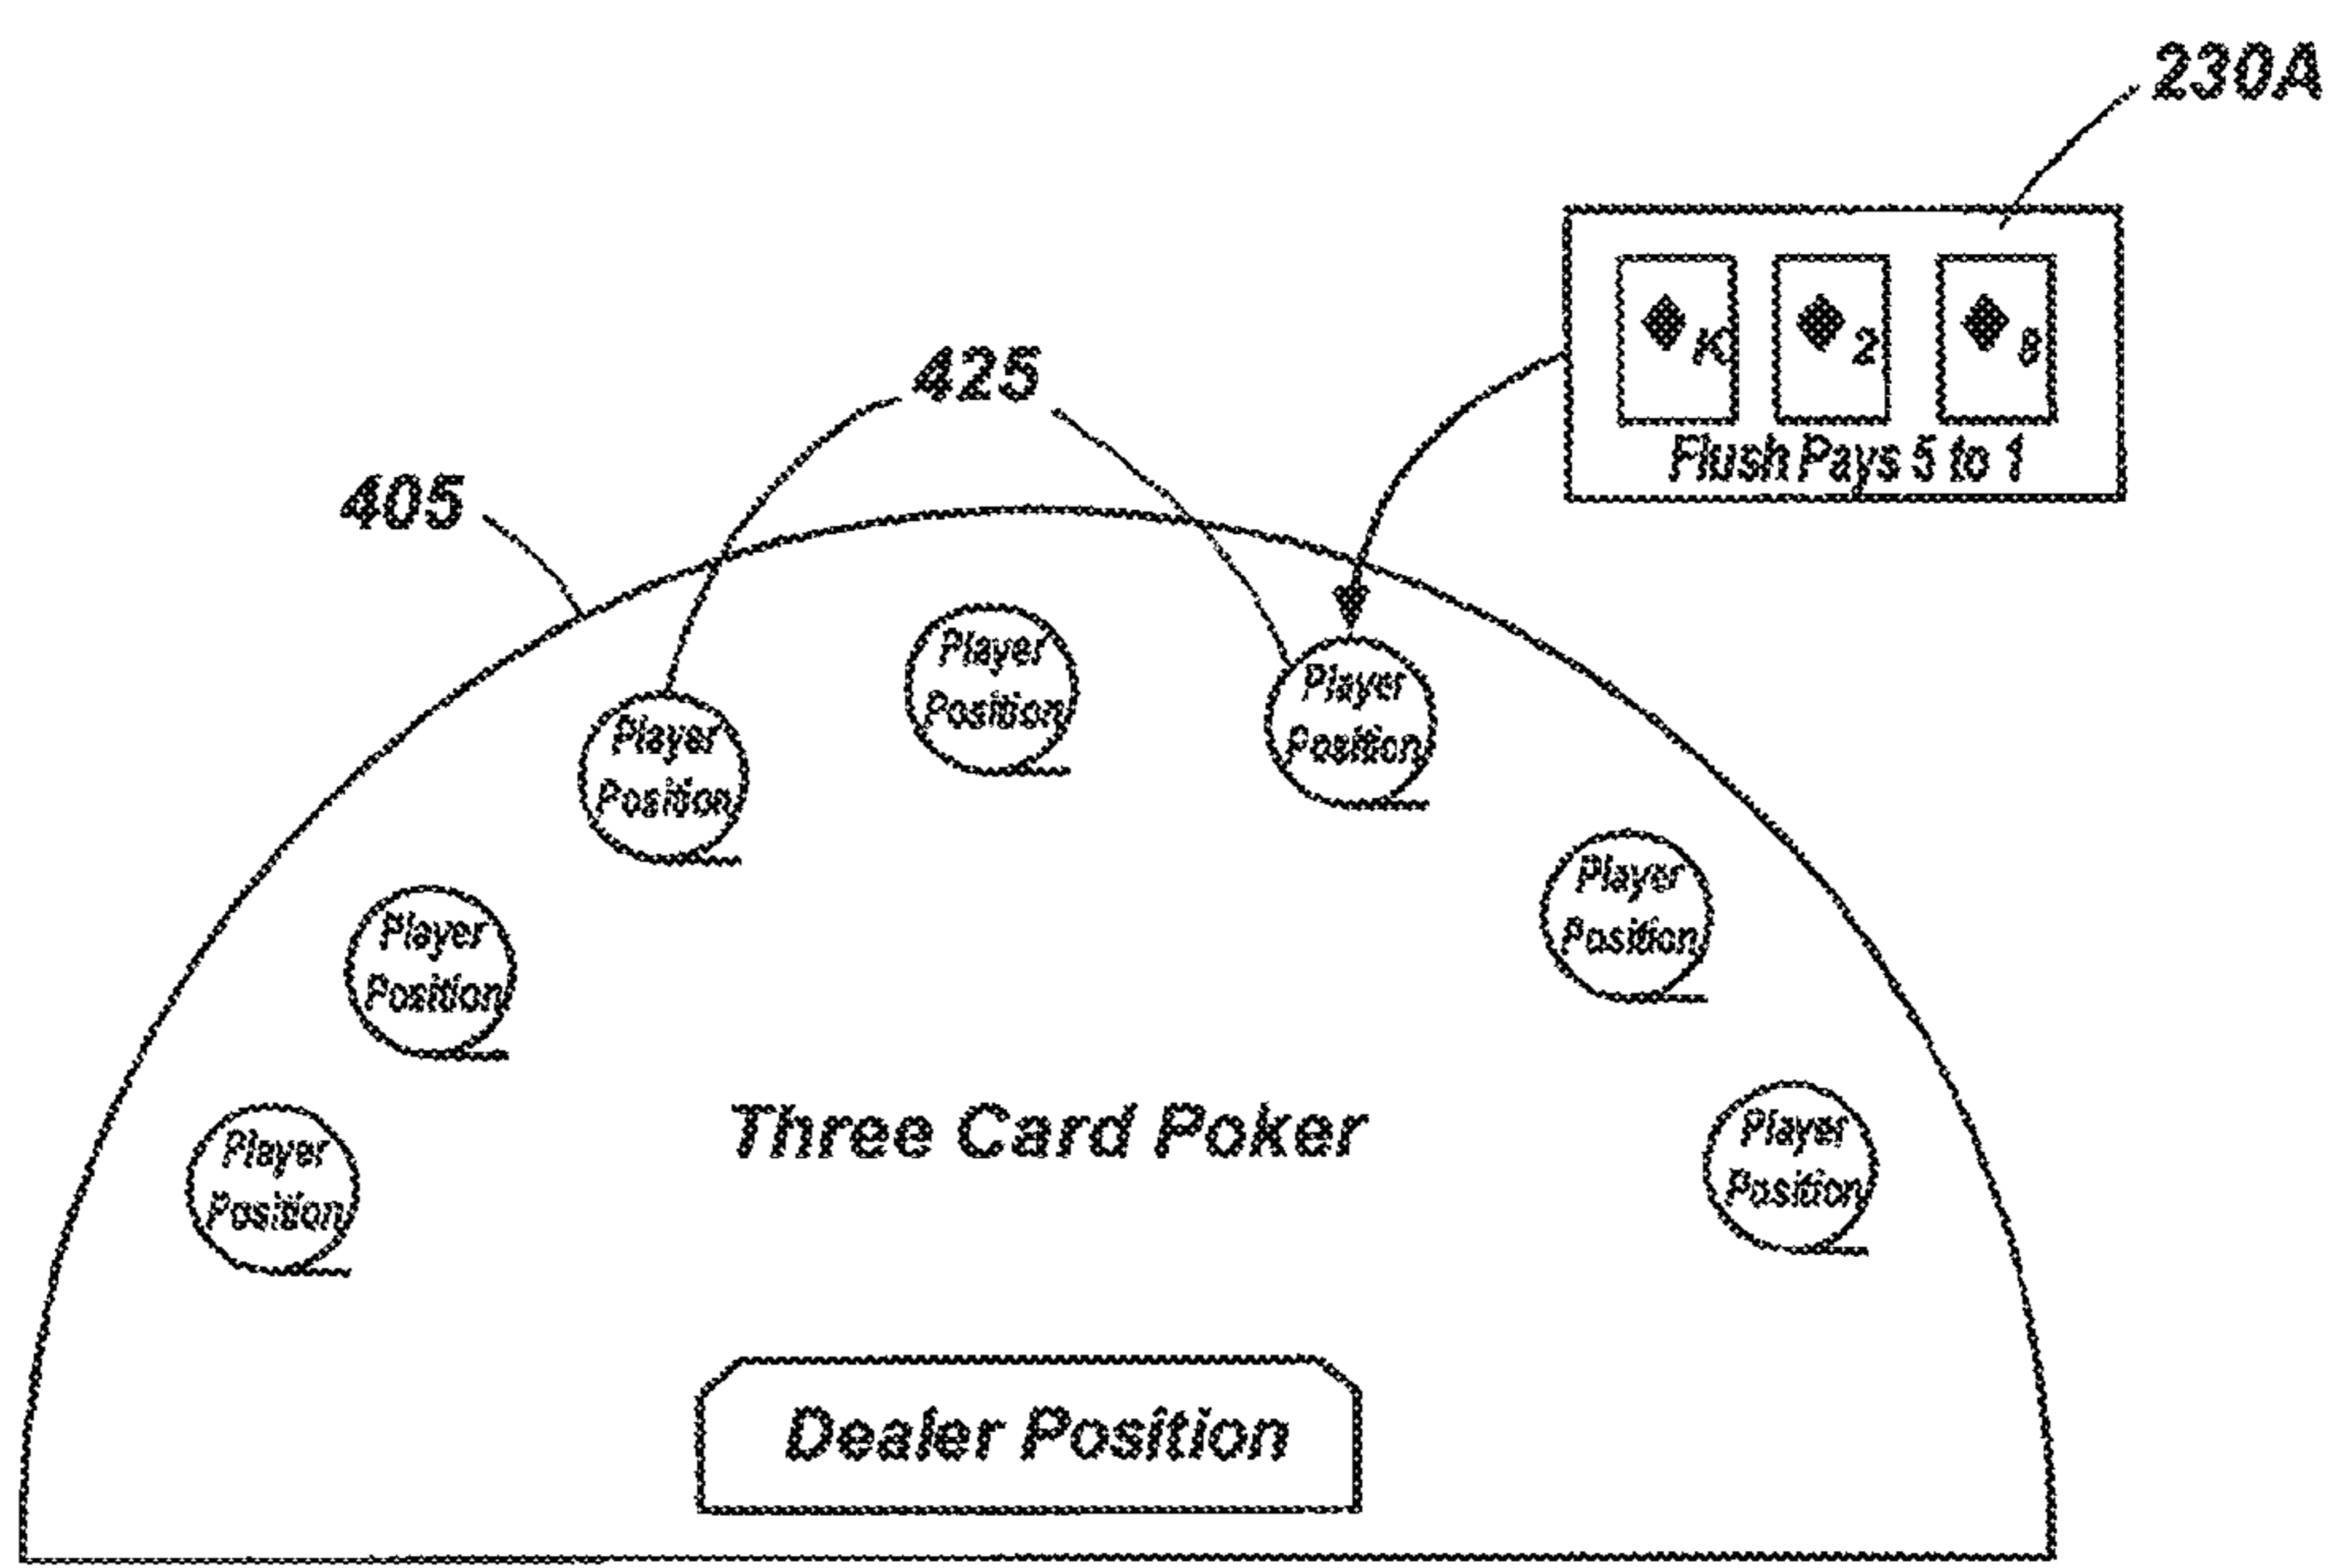 230A
K 2 8
Flush Pays 5 to 1
425
405
Player
Position
Player
Position
Player
Position
Player
Position
Player
Position
Player
Position
Player
Position
Three Card Poker
Dealer Position